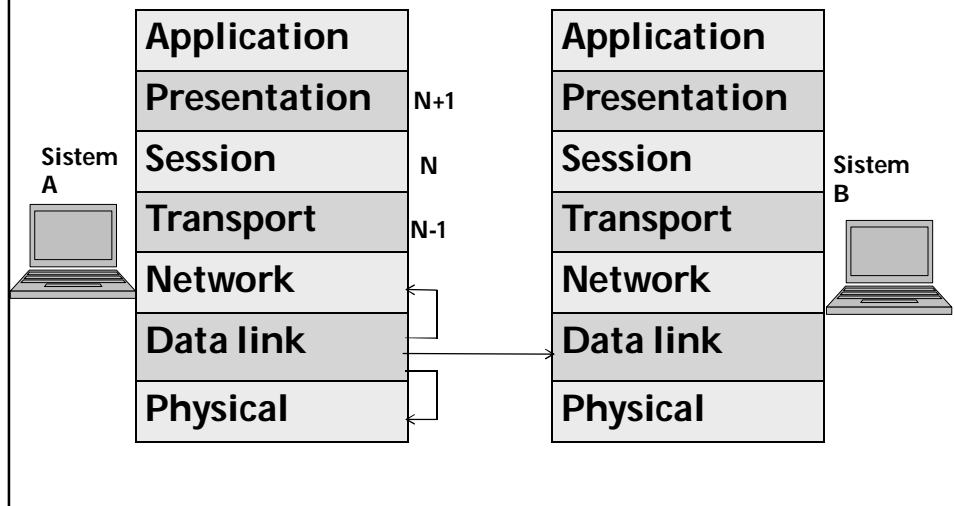 Sistem
A
Application
Presentation
Session
Transport
Network
Data link
Physical
N+1
N
N-1
Application
Presentation
Session
Transport
Network
Data link
Physical
Sistem
B